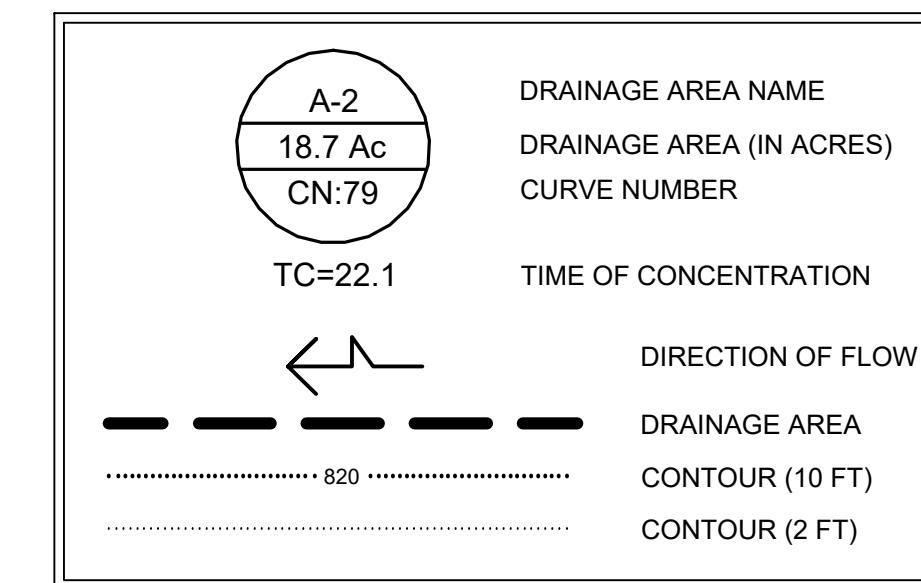 A-2 DRAINAGE AREA NAME
18.7 Ac DRAINAGE AREA (IN ACRES)
CN:79 CURVE NUMBER
TC=22.1 TIME OF CONCENTRATION
DIRECTION OF FLOW
DRAINAGE AREA
820 CONTOUR (10 FT)
CONTOUR (2 FT)